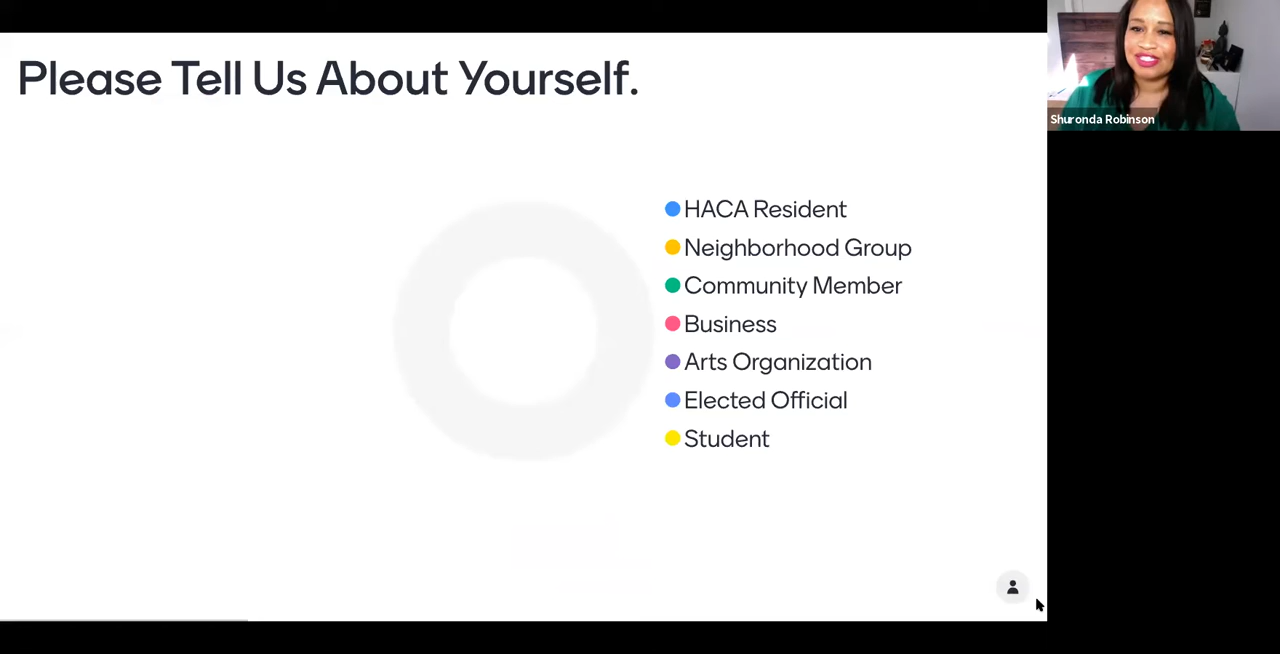 Please Tell Us About Yourself.
Shuronda Robinson
HACA Resident
Neighborhood Group
Community Member
Business
Arts Organization
Elected Official
Student